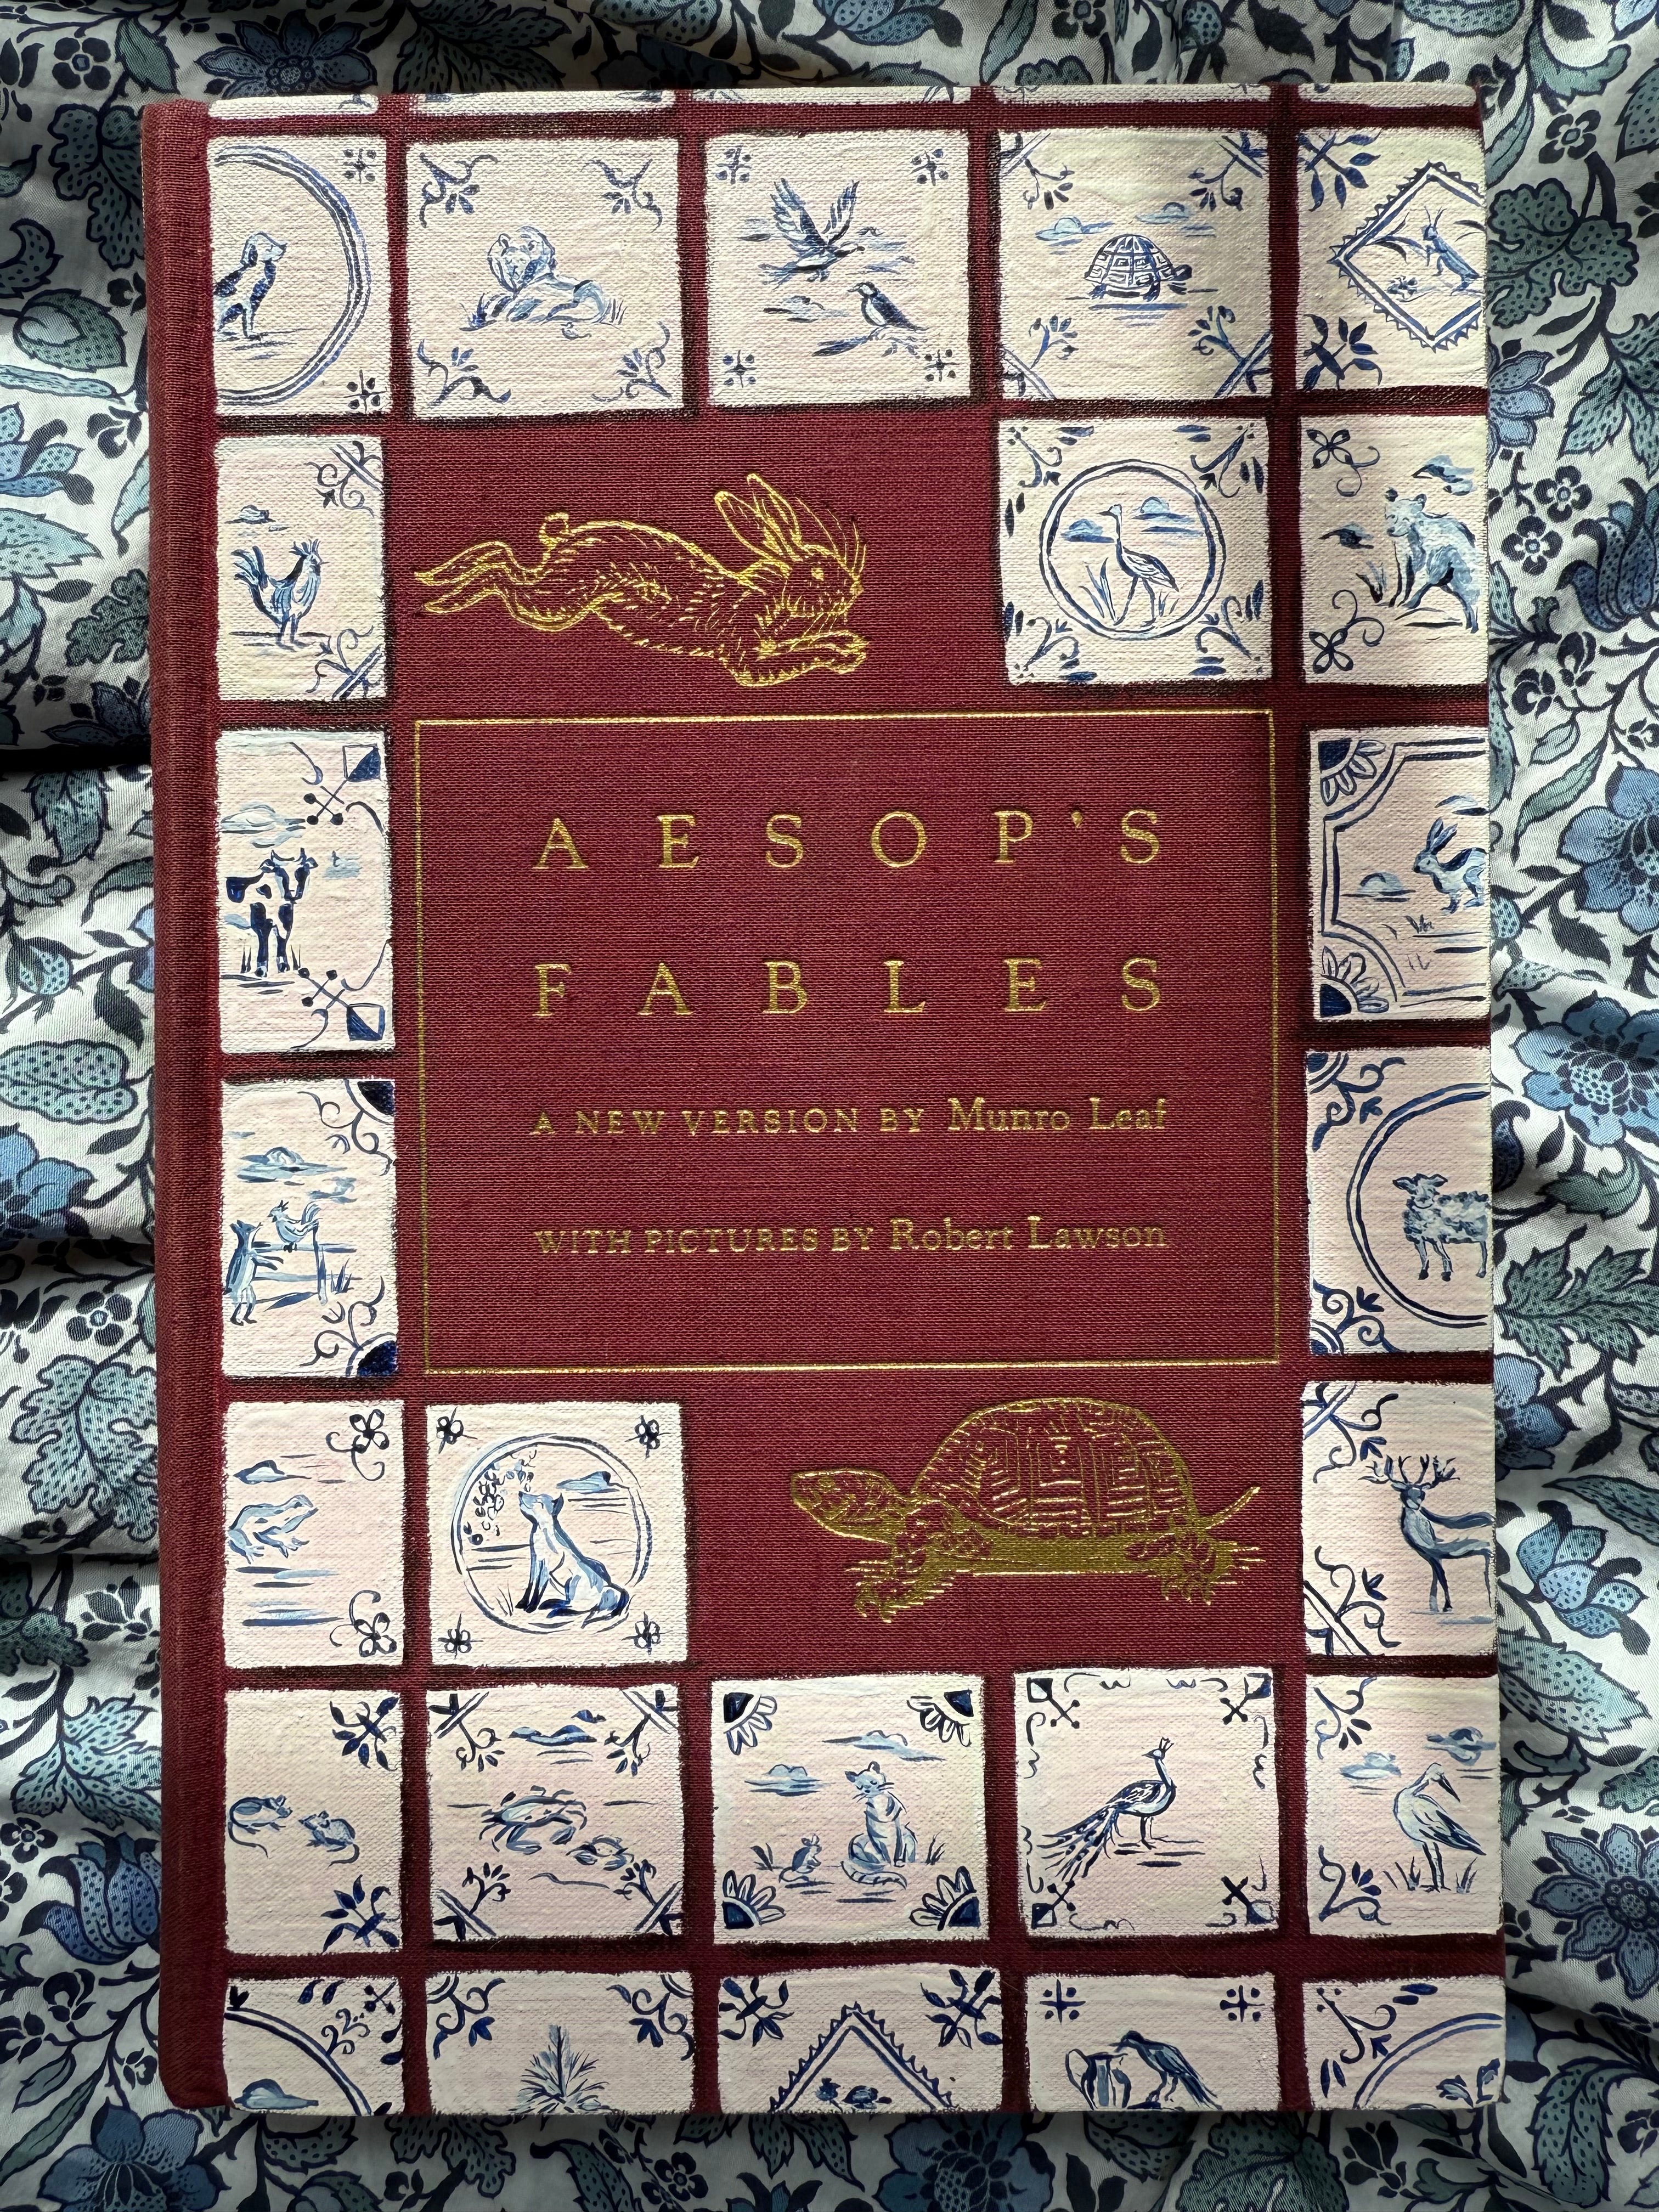 AESOP'S
FABLES
A NEW VERSION BY Munro Leaf
WITH PICTURES BY Robert Lawson